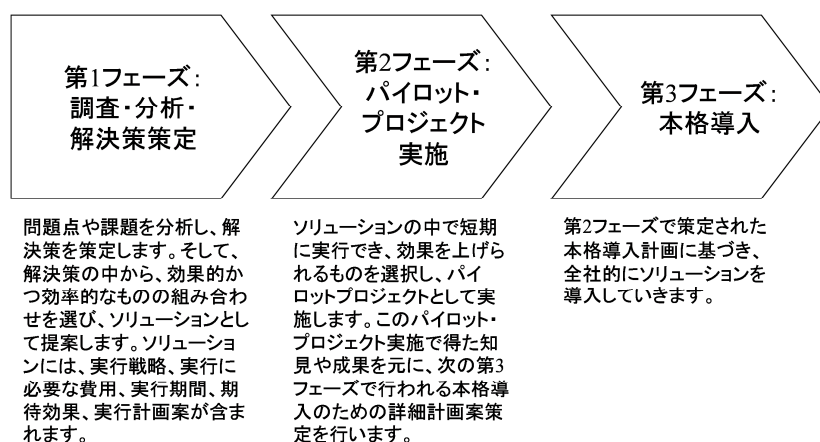 第1フェーズ：
調査・分析・
解決策策定
問題点や課題を分析し、解
決策を策定します。そして、
解決策の中から、効果的か
つ効率的なものの組み合わ
せを選び、ソリューションとし
て提案します。ソリューショ
ンには、実行戦略、実行に
必要な費用、実行期間、期
待効果、実行計画案が含ま
れます。
第2フェーズ：
パイロット・
プロジェクト
実施
ソリューションの中で短期
に実行でき、効果を上げら
れるものを選択し、パイ
ロットプロジェクトとして実
施します。このパイロット・
プロジェクト実施で得た知
見や成果を元に、次の第3
フェーズで行われる本格導
入のための詳細計画案策
定を行います。
第3フェーズ：
本格導入
第2フェーズで策定された
本格導入計画に基づき、
全社的にソリューションを
導入していきます。